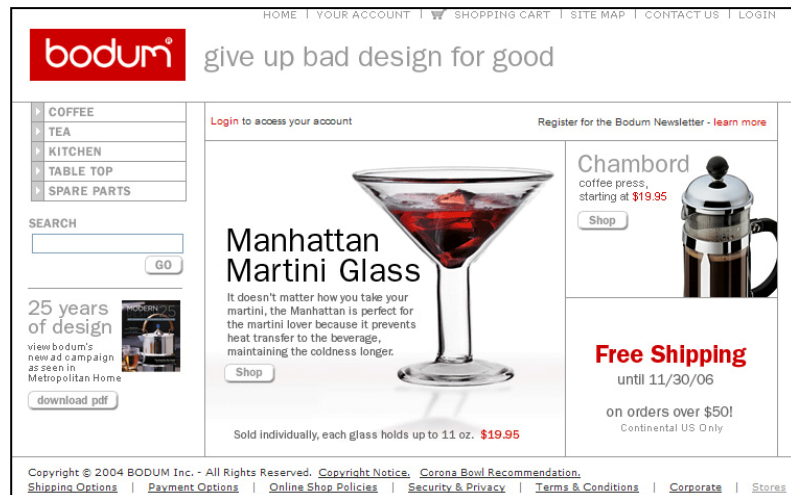 HOME | YOUR ACCOUNT | SHOPPING CART | SITE MAP | CONTACT US | LOGIN
bodum®
give up bad design for good
COFFEE
TEA
KITCHEN
TABLE TOP
SPARE PARTS
SEARCH
GO
25 years
of design
view bodum's
new ad campaign
as seen in
Metropolitan Home
MODERN 25
download pdf
Login to access your account
Register for the Bodum Newsletter - learn more
Manhattan
Martini Glass
It doesn't matter how you take your
martini, the Manhattan is perfect for
the martini lover because it prevents
heat transfer to the beverage,
maintaining the coldness longer.
Shop
Sold individually, each glass holds up to 11 oz. $19.95
Chambord
coffee press,
starting at $19.95
Shop
Free Shipping
until 11/30/06
on orders over $50!
Continental US Only
Copyright © 2004 BODUM Inc. - All Rights Reserved. Copyright Notice. Corona Bowl Recommendation.
Shipping Options | Payment Options | Online Shop Policies | Security & Privacy | Terms & Conditions | Corporate | Stores